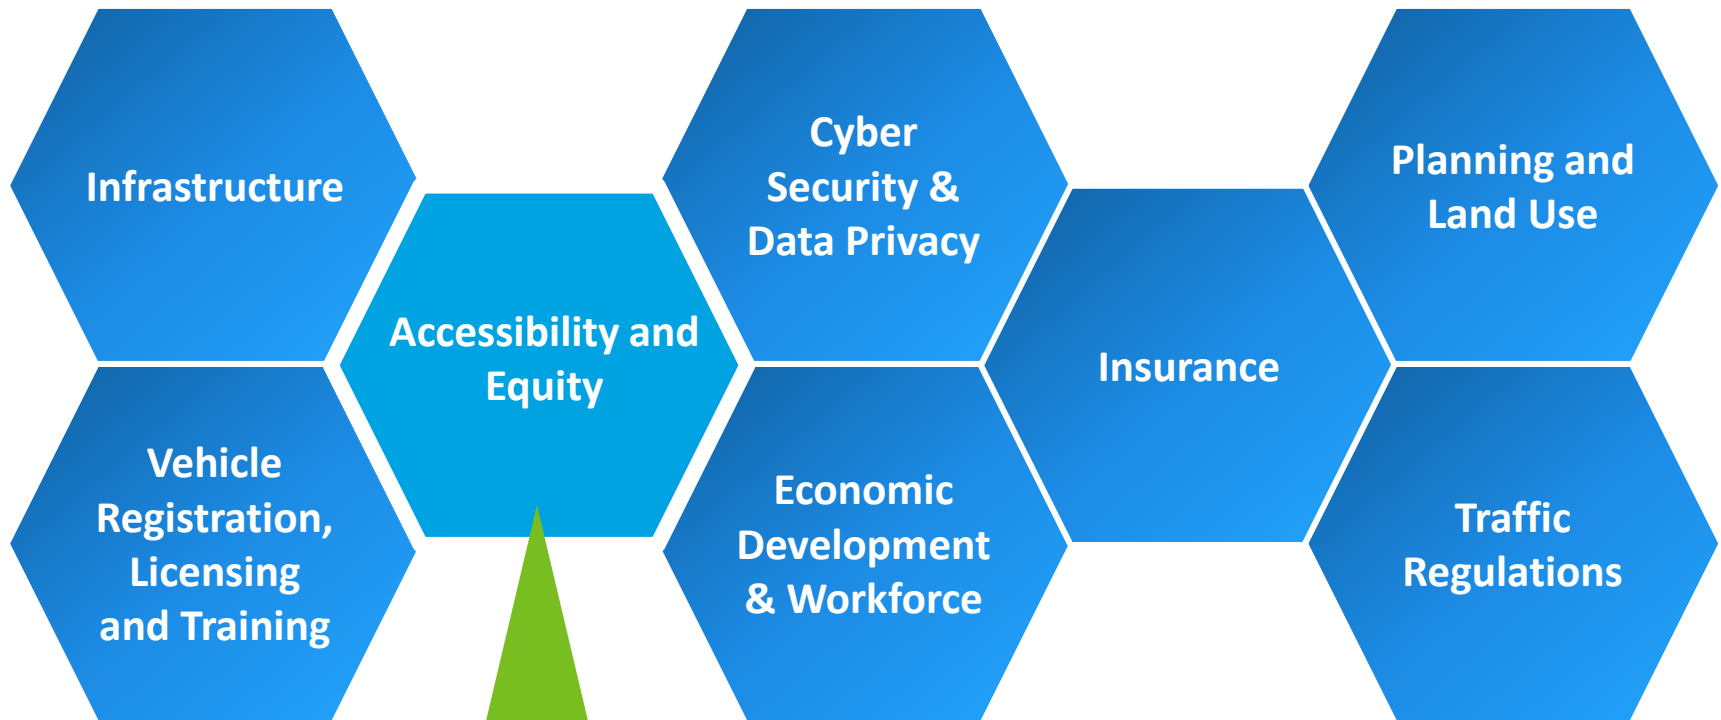 Infrastructure
Vehicle
Registration,
Licensing
and Training
Accessibility and
Equity
Cyber
Security &
Data Privacy
Economic
Development
& Workforce
Insurance
Planning and
Land Use
Traffic
Regulations